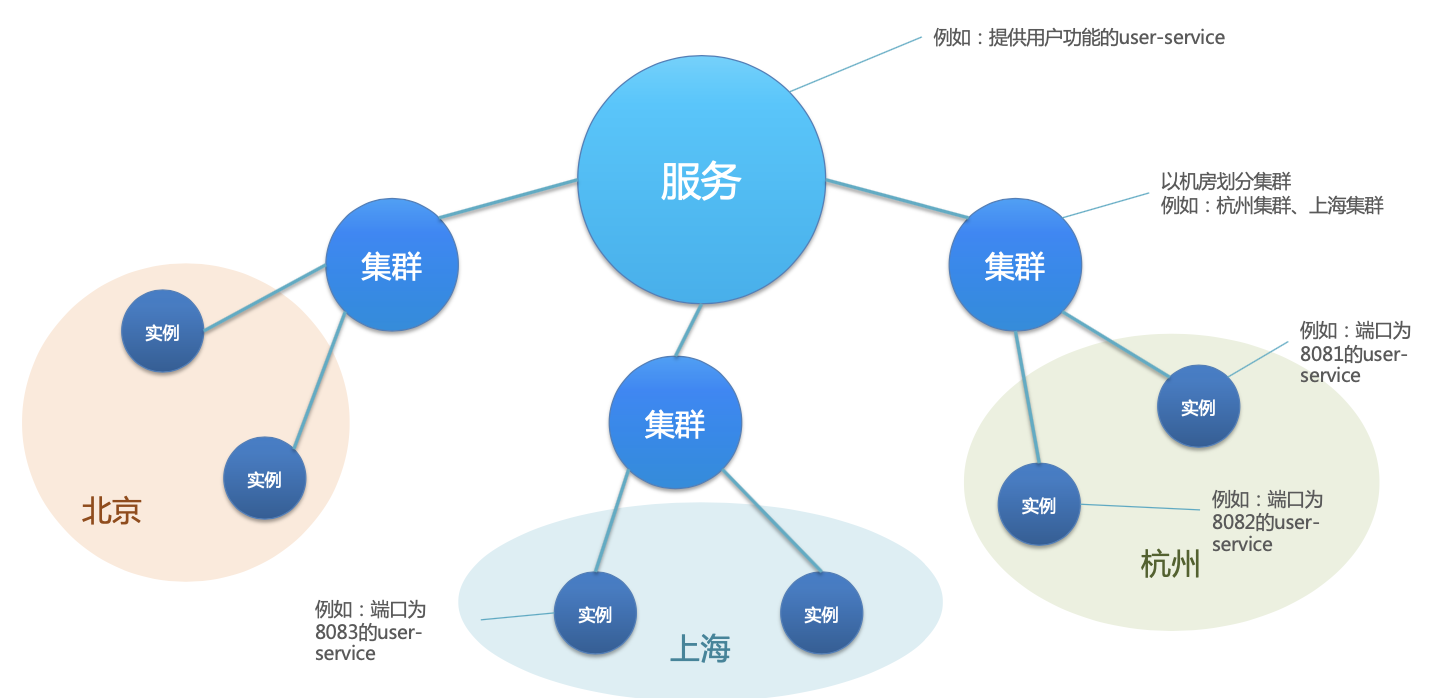 例如：提供用户功能的user-service
服务
以机房划分集群
例如：杭州集群、上海集群
集群
集群
实例
例如：端口为
8081的user-
service
实例
集群
实例
北京
实例
例如：端口为
8082的user-
service
杭州
例如：端口为
8083的user-
service
实例
实例
上海